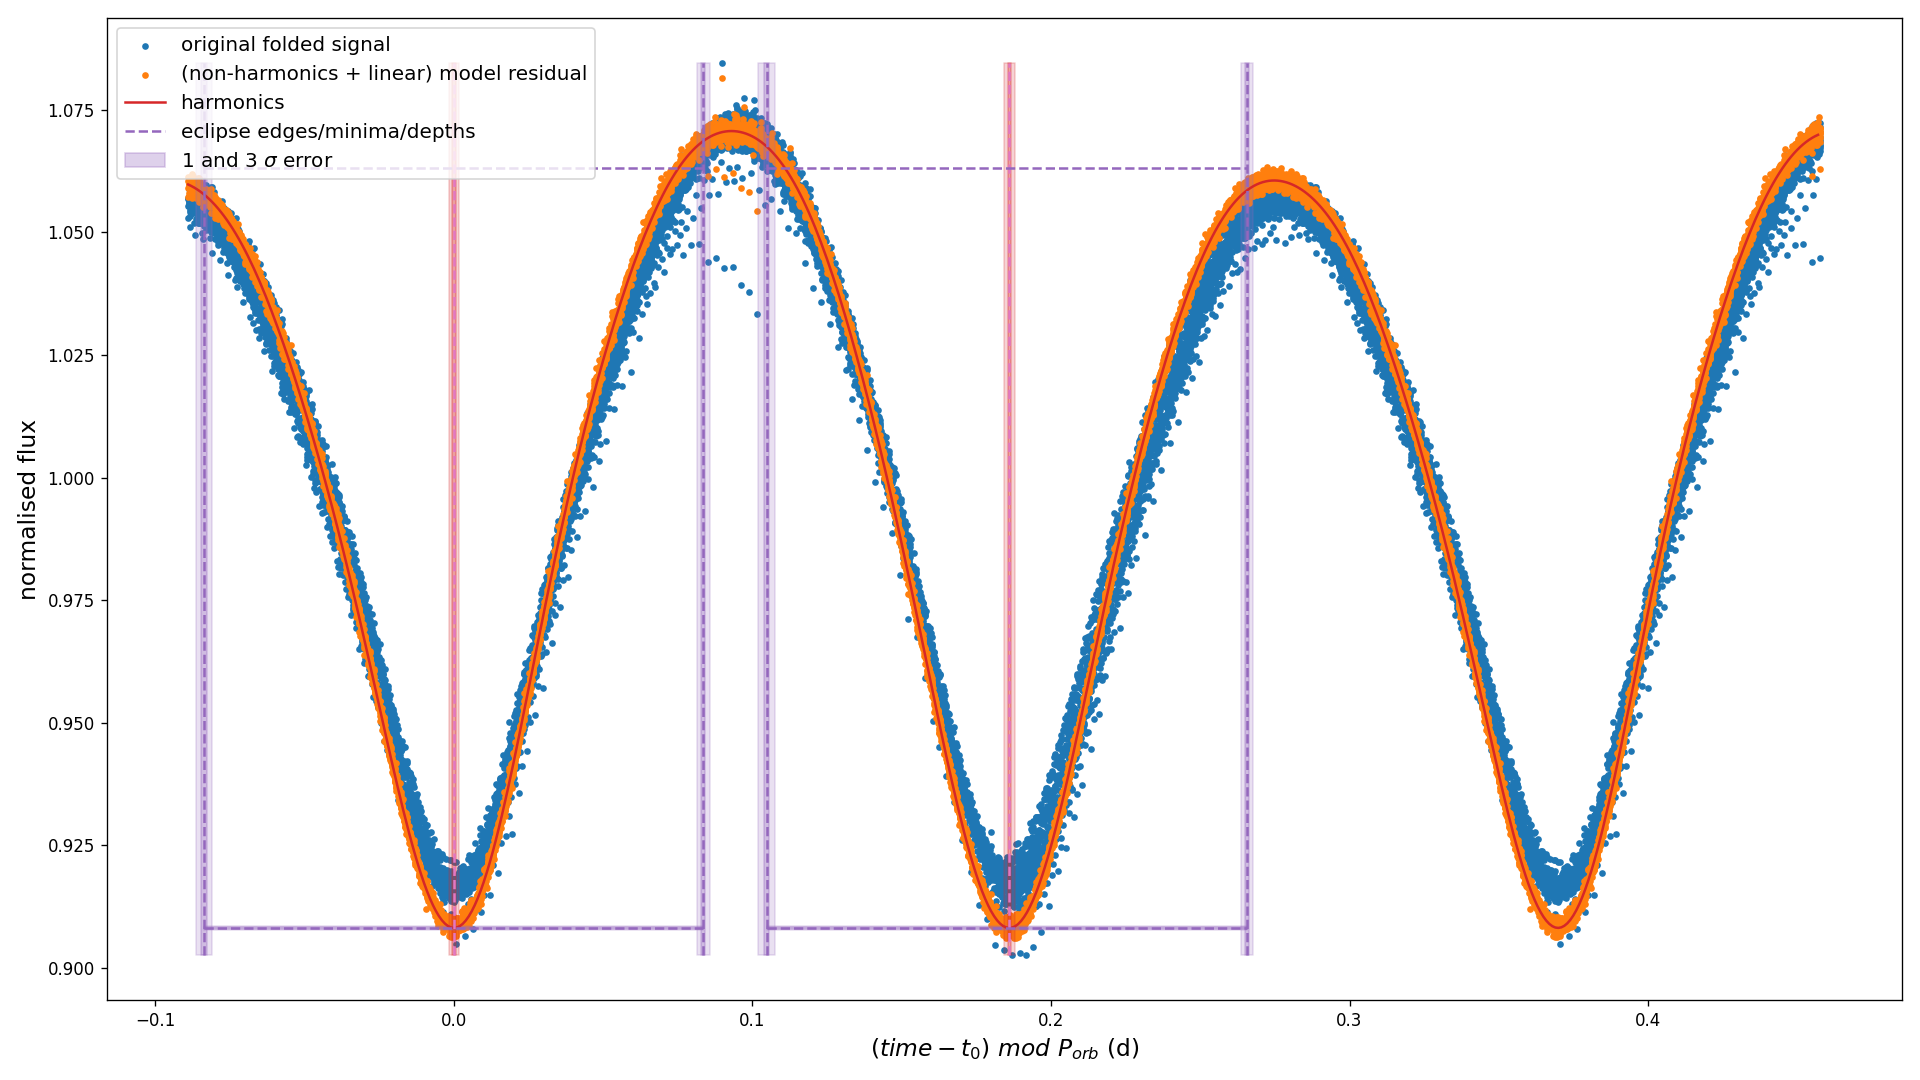 original folded signal
(non-harmonics + linear) model residual
harmonics
eclipse edges/minima/depths
1 and 3 σ error
normalised flux
1.075
1.050
1.025
1.000
0.975
0.950
0.925
0.900
−0.1
0.0
0.1
0.2
0.3
0.4
(time − t₀) mod Pₒᵣb (d)